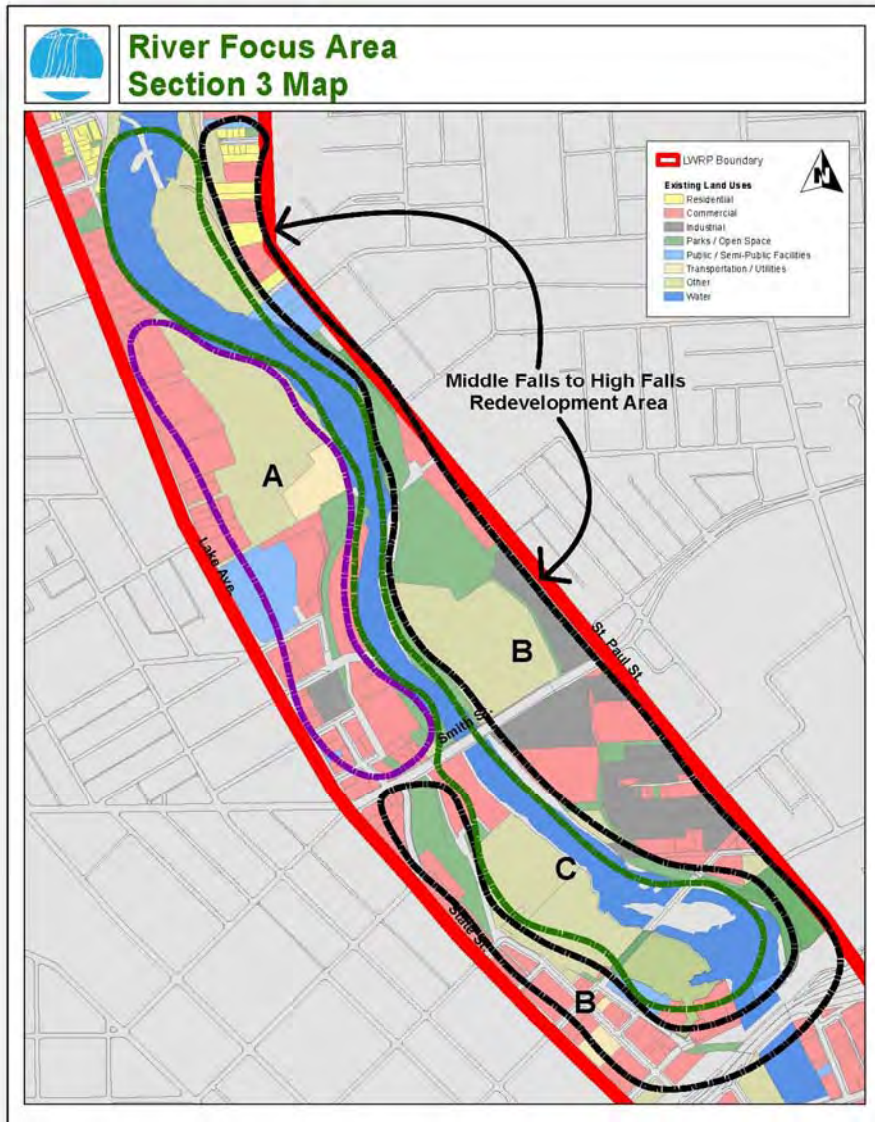 River Focus Area
Section 3 Map
LWRP Boundary
N
Existing Land Uses
Residential
Commercial
Industrial
Parks / Open Space
Public / Semi-Public Facilities
Transportation / Utilities
Other
Water
Middle Falls to High Falls
Redevelopment Area
A
Lake Ave.
B
St. Paul St.
Smith St.
C
State St.
B